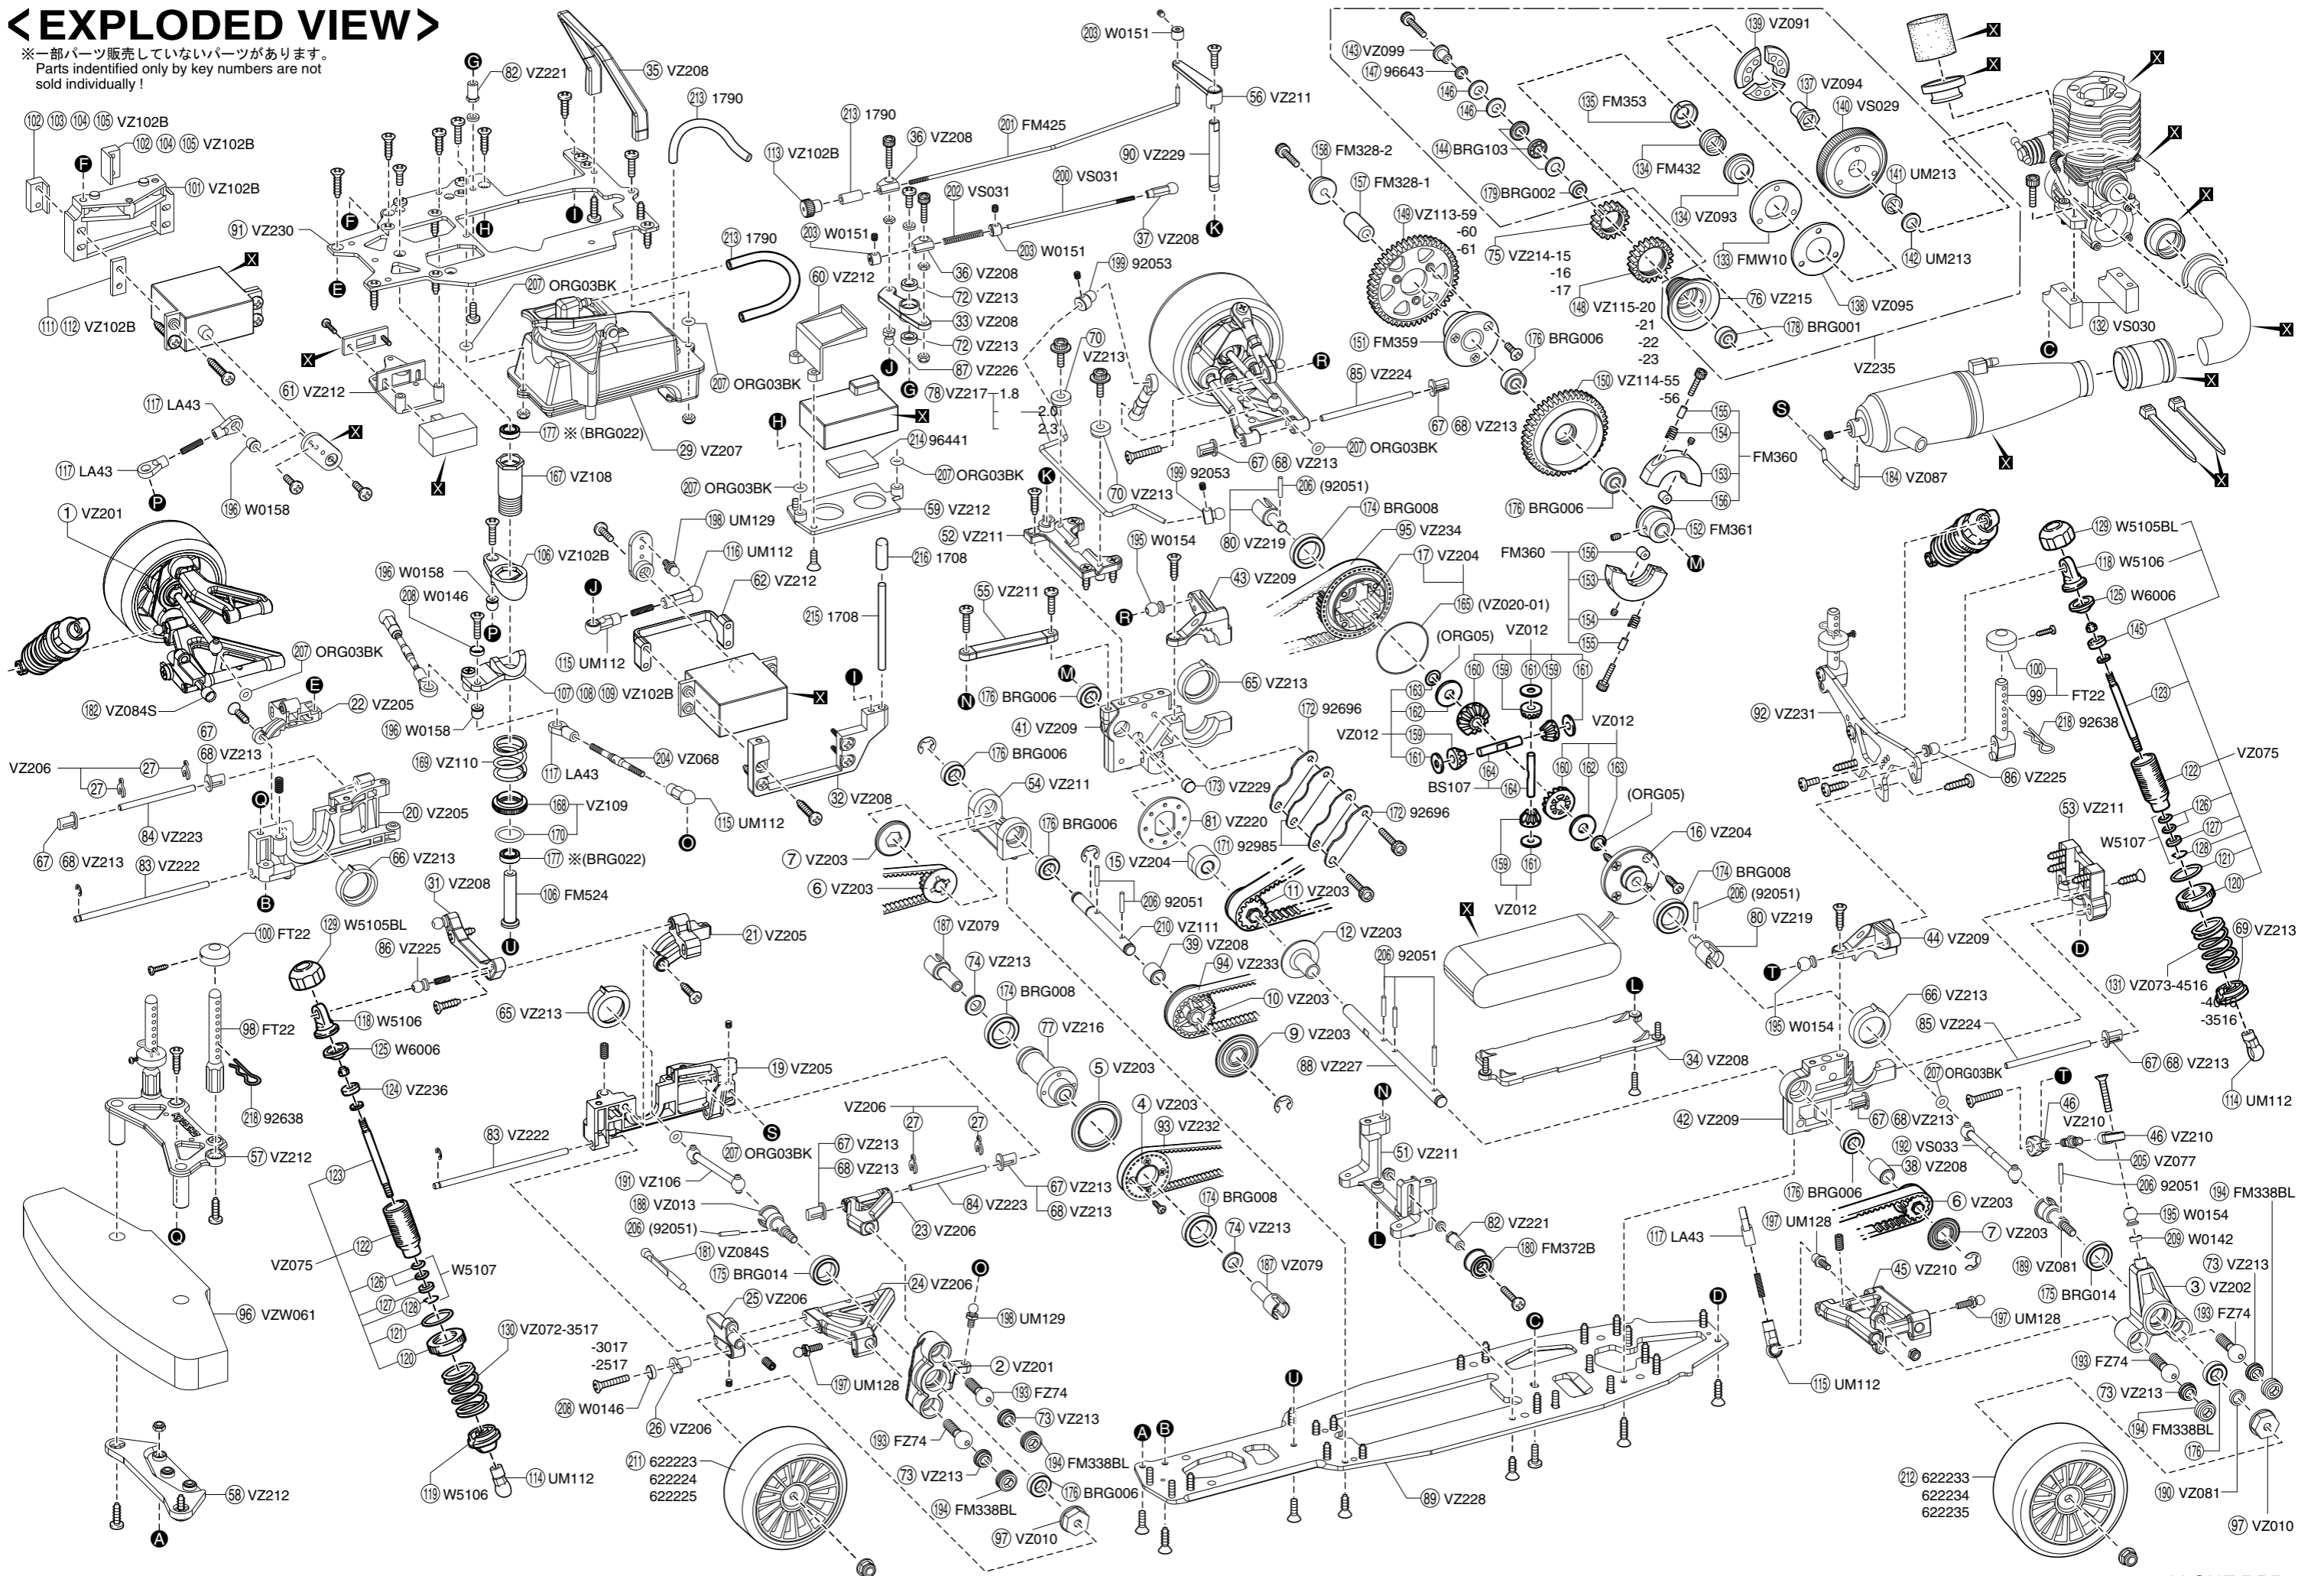 <EXPLODED VIEW>
※一部パーツ販売していないパーツがあります。
Parts indentified only by key numbers are not
sold individually !
102 103 104 105 VZ102B
102 104 105 VZ102B
F
101 VZ102B
91 VZ230
111 112 VZ102B
X
E
F
G
82 VZ221
35 VZ208
213 1790
H
I
213 1790
207 ORG03BK
207 ORG03BK
X
61 VZ212
X
117 LA43
117 LA43
X
P
196 W0158
177 ※(BRG022)
29 VZ207
167 VZ108
113 VZ102B
213 1790
36 VZ208
201 FM425
202 VS031
200 VS031
203 W0151
203 W0151
203 W0151
56 VZ211
90 VZ229
K
37 VZ208
36 VZ208
60 VZ212
72 VZ213
33 VZ208
72 VZ213
87 VZ226
J
G
78 VZ217-1.8
2.0
2.3
H
X
214 96441
207 ORG03BK
207 ORG03BK
59 VZ212
199 92053
70 VZ213
70 VZ213
199 92053
K
52 VZ211
R
85 VZ224
67 68 VZ213
67 68 VZ213
207 ORG03BK
206 (92051)
80 VZ219
174 BRG008
95 VZ234
17 VZ204
165 (VZ020-01)
143 VZ099
147 96643
146
146
144 BRG103
179 BRG002
158 FM328-2
157 FM328-1
149 VZ113-59
-60
-61
151 FM359
176 BRG006
75 VZ214-15
-16
-17
148 VZ115-20
-21
-22
-23
76 VZ215
178 BRG001
150 VZ114-55
-56
176 BRG006
139 VZ091
137 VZ094
135 FM353
134 FM432
134 VZ093
140 VS029
141 UM213
142 UM213
133 FMW10
138 VZ095
VZ235
X
X
X
X
X
X
C
132 VS030
X
X
X
S
184 VZ087
155
154
FM360
153
156
152 FM361
M
FM360
156
153
154
155
1 VZ201
207 ORG03BK
182 VZ084S
E
22 VZ205
67
68 VZ213
VZ206
27
27
84 VZ223
67
68 VZ213
83 VZ222
Q
20 VZ205
66 VZ213
B
196 W0158
208 W0146
P
106 VZ102B
107 108 109 VZ102B
196 W0158
169 VZ110
168
VZ109
170
177 ※(BRG022)
106 FM524
U
117 LA43
204 VZ068
115 UM112
O
198 UM129
116 UM112
62 VZ212
J
115 UM112
X
216 1708
215 1708
I
32 VZ208
195 W0154
43 VZ209
R
55 VZ211
N
M
176 BRG006
41 VZ209
65 VZ213
172 92696
173 VZ229
172 92696
171 92985
81 VZ220
15 VZ204
176 BRG006
54 VZ211
176 BRG006
7 VZ203
6 VZ203
11 VZ203
206 92051
210 VZ111
39 VZ208
12 VZ203
94 VZ233
10 VZ203
9 VZ203
206 92051
88 VZ227
(ORG05)
VZ012
163
162
160
159
161
159
161
VZ012
159
161
164
BS107
164
VZ012
160
162
163
(ORG05)
159
161
VZ012
16 VZ204
174 BRG008
206 (92051)
80 VZ219
X
L
34 VZ208
129 W5105BL
118 W5106
125 W6006
145
123
VZ075
122
126
W5107
127
128
121
120
100
99
FT22
218 92638
92 VZ231
86 VZ225
53 VZ211
D
44 VZ209
T
195 W0154
66 VZ213
69 VZ213
131 VZ073-4516
-4016
-3516
114 UM112
85 VZ224
67 68 VZ213
207 ORG03BK
T
46 VZ210
46 VZ210
205 VZ077
206 92051
42 VZ209
67 68 VZ213
192 VS033
38 VZ208
176 BRG006
6 VZ203
7 VZ203
189 VZ081
175 BRG014
195 W0154
209 W0142
3 VZ202
194 FM338BL
73 VZ213
193 FZ74
193 FZ74
73 VZ213
194 FM338BL
176
190 VZ081
97 VZ010
117 LA43
197 UM128
45 VZ210
197 UM128
115 UM112
212 622233
622234
622235
31 VZ208
129 W5105BL
86 VZ225
21 VZ205
100 FT22
98 FT22
218 92638
118 W5106
125 W6006
124 VZ236
57 VZ212
Q
123
VZ075
122
126
W5107
127
128
121
120
130 VZ072-3517
-3017
-2517
119 W5106
114 UM112
96 VZW061
58 VZ212
A
65 VZ213
19 VZ205
S
83 VZ222
207 ORG03BK
191 VZ106
188 VZ013
206 (92051)
VZ206
27
27
67 VZ213
68 VZ213
67 VZ213
68 VZ213
84 VZ223
23 VZ206
181 VZ084S
175 BRG014
24 VZ206
25 VZ206
O
198 UM129
2 VZ201
197 UM128
208 W0146
26 VZ206
193 FZ74
73 VZ213
194 FM338BL
193 FZ74
73 VZ213
194 FM338BL
176 BRG006
97 VZ010
211 622223
622224
622225
187 VZ079
74 VZ213
174 BRG008
77 VZ216
5 VZ203
4 VZ203
93 VZ232
174 BRG008
74 VZ213
187 VZ079
N
51 VZ211
L
82 VZ221
180 FM372B
C
D
U
A
B
89 VZ228